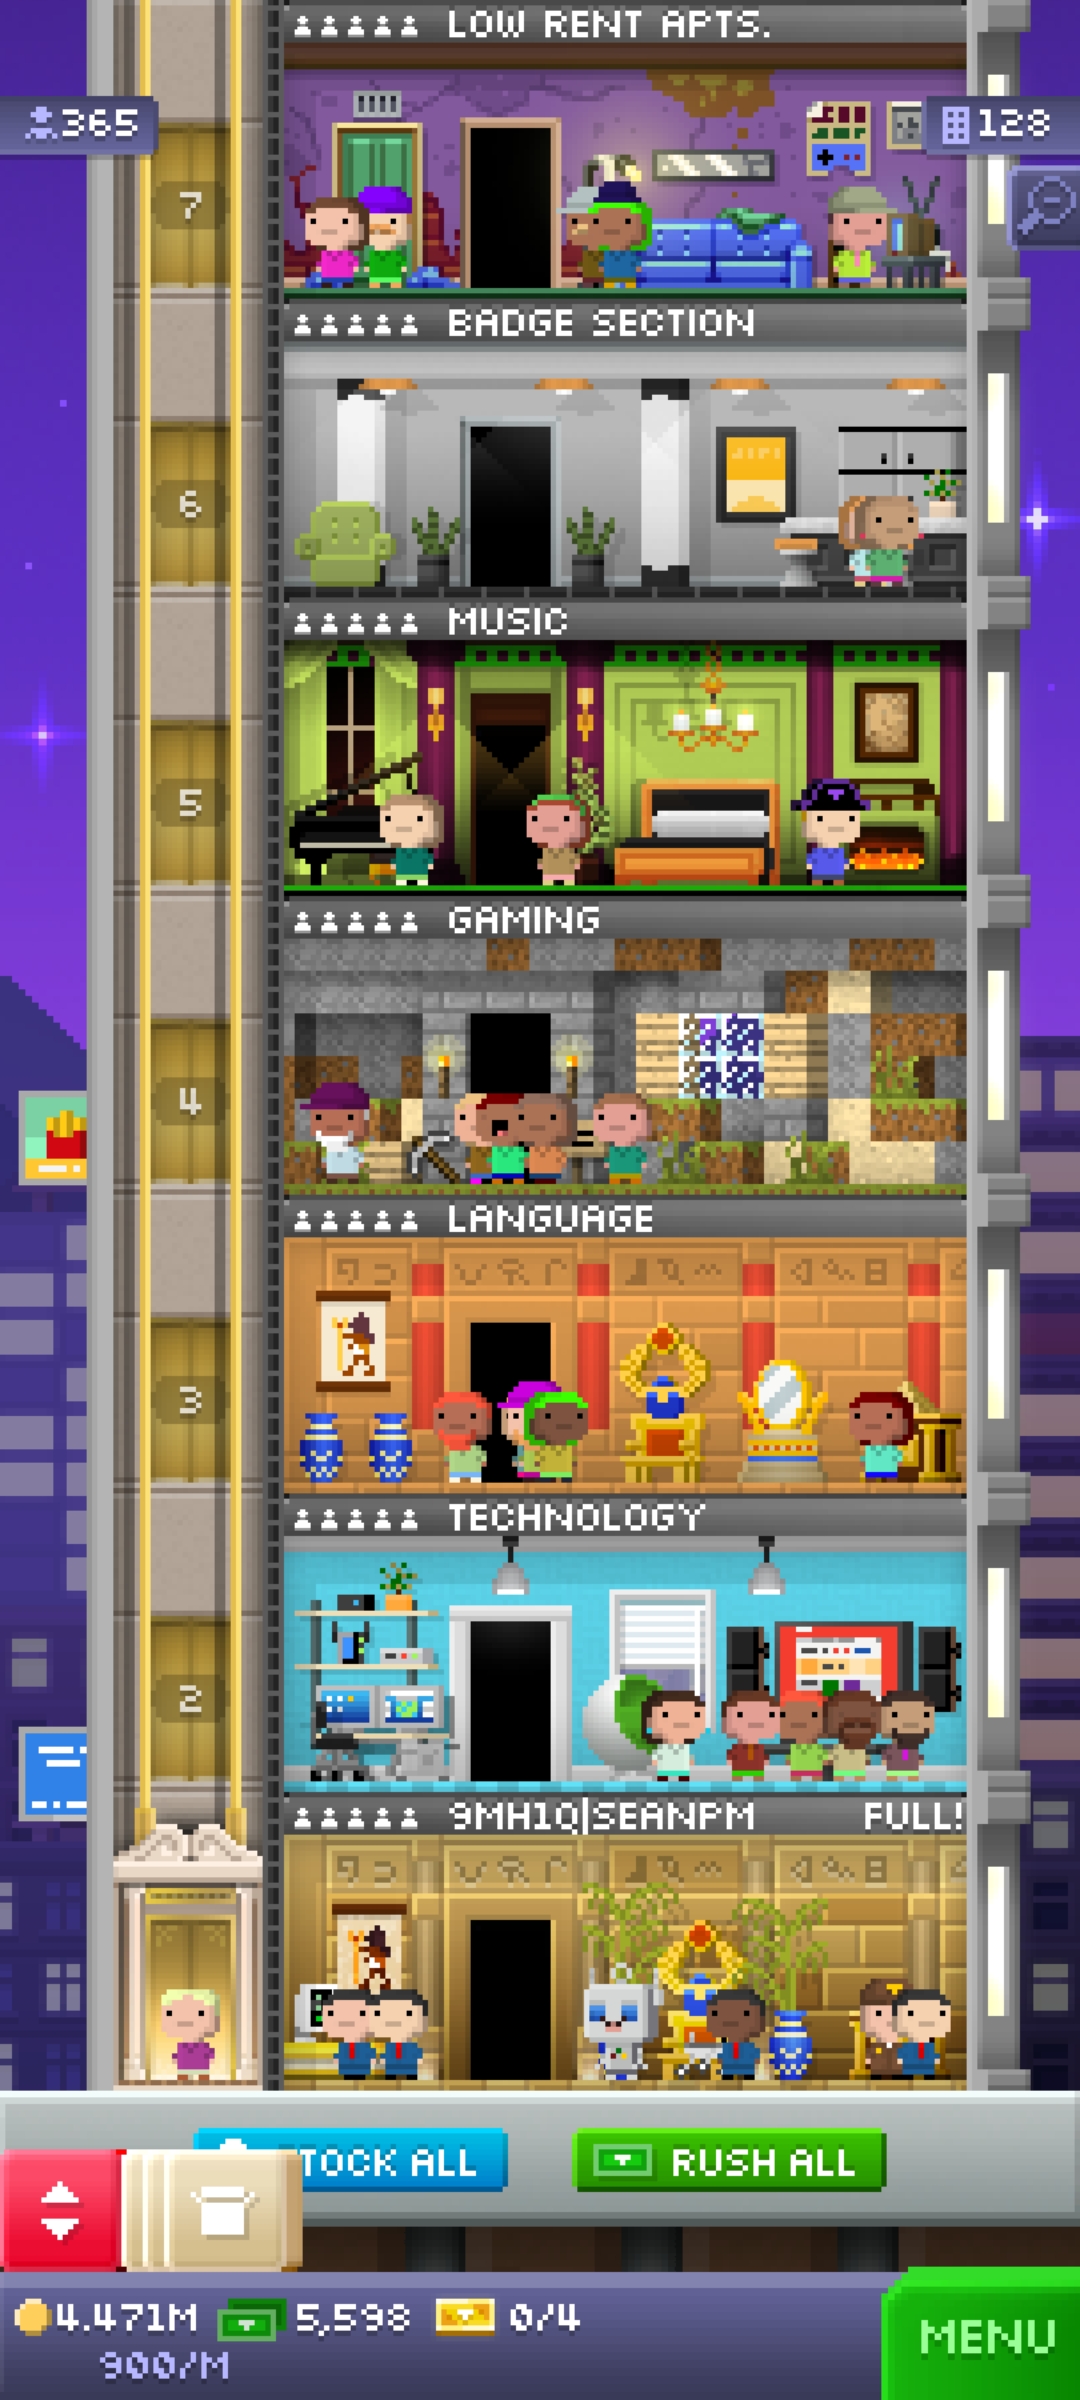 LOW RENT APTS.
365
128
7
BADGE SECTION
6
MUSIC
5
GAMING
4
LANGUAGE
3
TECHNOLOGY
2
9MH1Q|SEANPM FULL!
TOCK ALL
RUSH ALL
4.471M 5,598 0/4
900/M
MENU